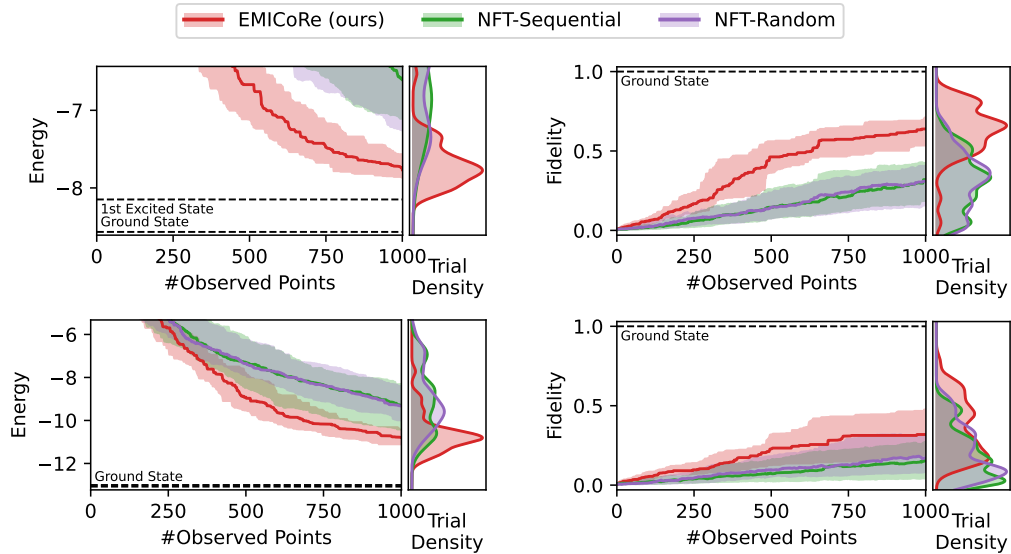 EMICoRe (ours) NFT-Sequential NFT-Random
Energy
−7
−8
1st Excited State
Ground State
0 250 500 750 1000
#Observed Points
Trial
Density
Fidelity
1.0
0.5
0.0
Ground State
0 250 500 750 1000
#Observed Points
Trial
Density
Energy
−6
−8
−10
−12
Ground State
0 250 500 750 1000
#Observed Points
Trial
Density
Fidelity
1.0
0.5
0.0
Ground State
0 250 500 750 1000
#Observed Points
Trial
Density